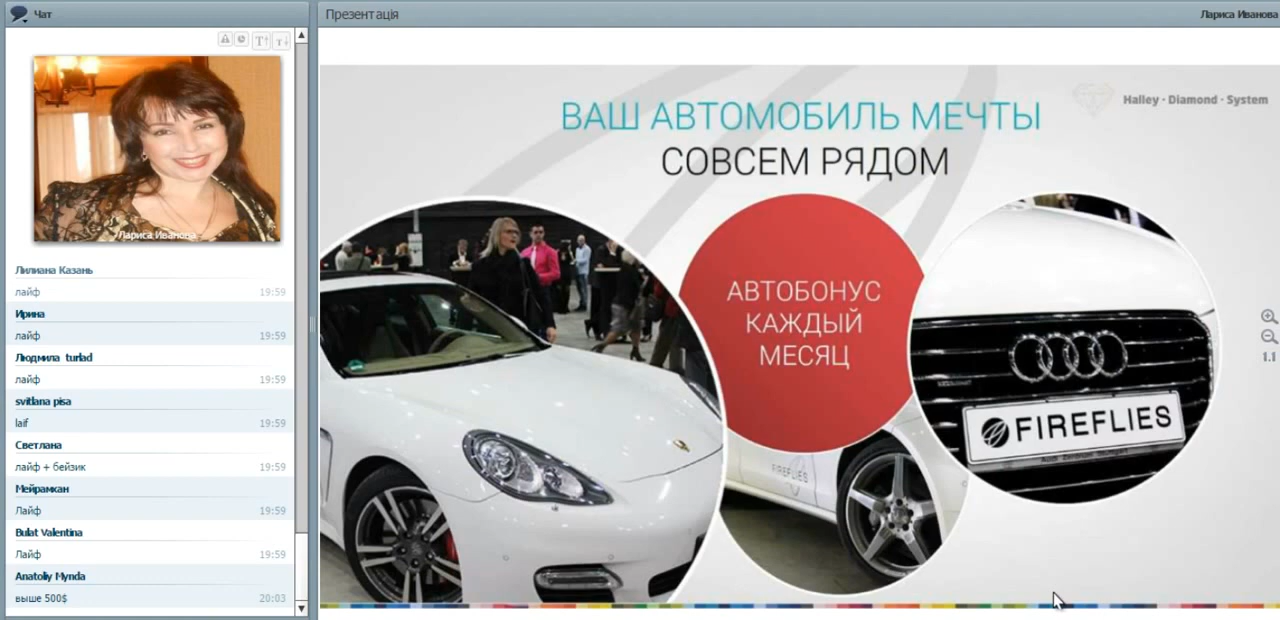 Чат
Лариса Иванова
Лилиана Казань
лайф 19:59
Ирина
лайф 19:59
Людмила turlad
лайф 19:59
svitlana pisa
laif 19:59
Светлана
лайф + бейзик 19:59
Мейрамкан
Лайф 19:59
Bulat Valentina
Лайф 19:59
Anatoliy Mynda
выше 500$ 20:03
Презентація
Лариса Иванова
Halley · Diamond · System
ВАШ АВТОМОБИЛЬ МЕЧТЫ
СОВСЕМ РЯДОМ
АВТОБОНУС
КАЖДЫЙ
МЕСЯЦ
FIREFLIES
FIREFLIES
1:1